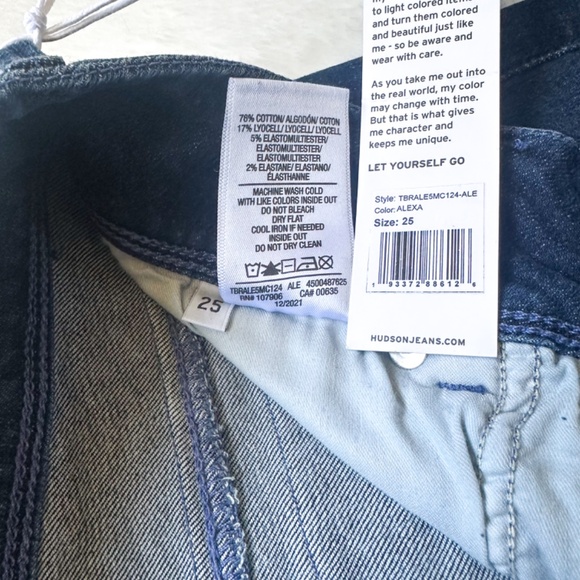 to light colored items
and turn them colored
and beautiful just like
me - so be aware and
wear with care.
As you take me out into
the real world, my color
may change with time.
But that is what gives
me character and
keeps me unique.
LET YOURSELF GO
Style: TBRALE5MC124-ALE
Color: ALEXA
Size: 25
1 93372 88612 6
HUDSONJEANS.COM
76% COTTON/ ALGODÓN/ COTON
17% LYOCELL/ LYOCELL/ LYOCELL
5% ELASTOMULTIESTER/
ELASTOMULTIESTER/
ELASTOMULTIESTER
2% ELASTANE/ ELASTANO/
ÉLASTHANNE
MACHINE WASH COLD
WITH LIKE COLORS INSIDE OUT
DO NOT BLEACH
DRY FLAT
COOL IRON IF NEEDED
INSIDE OUT
DO NOT DRY CLEAN
TBRALE5MC124 ALE 4500487625
RN# 107906 CA# 00635
12/2021
25